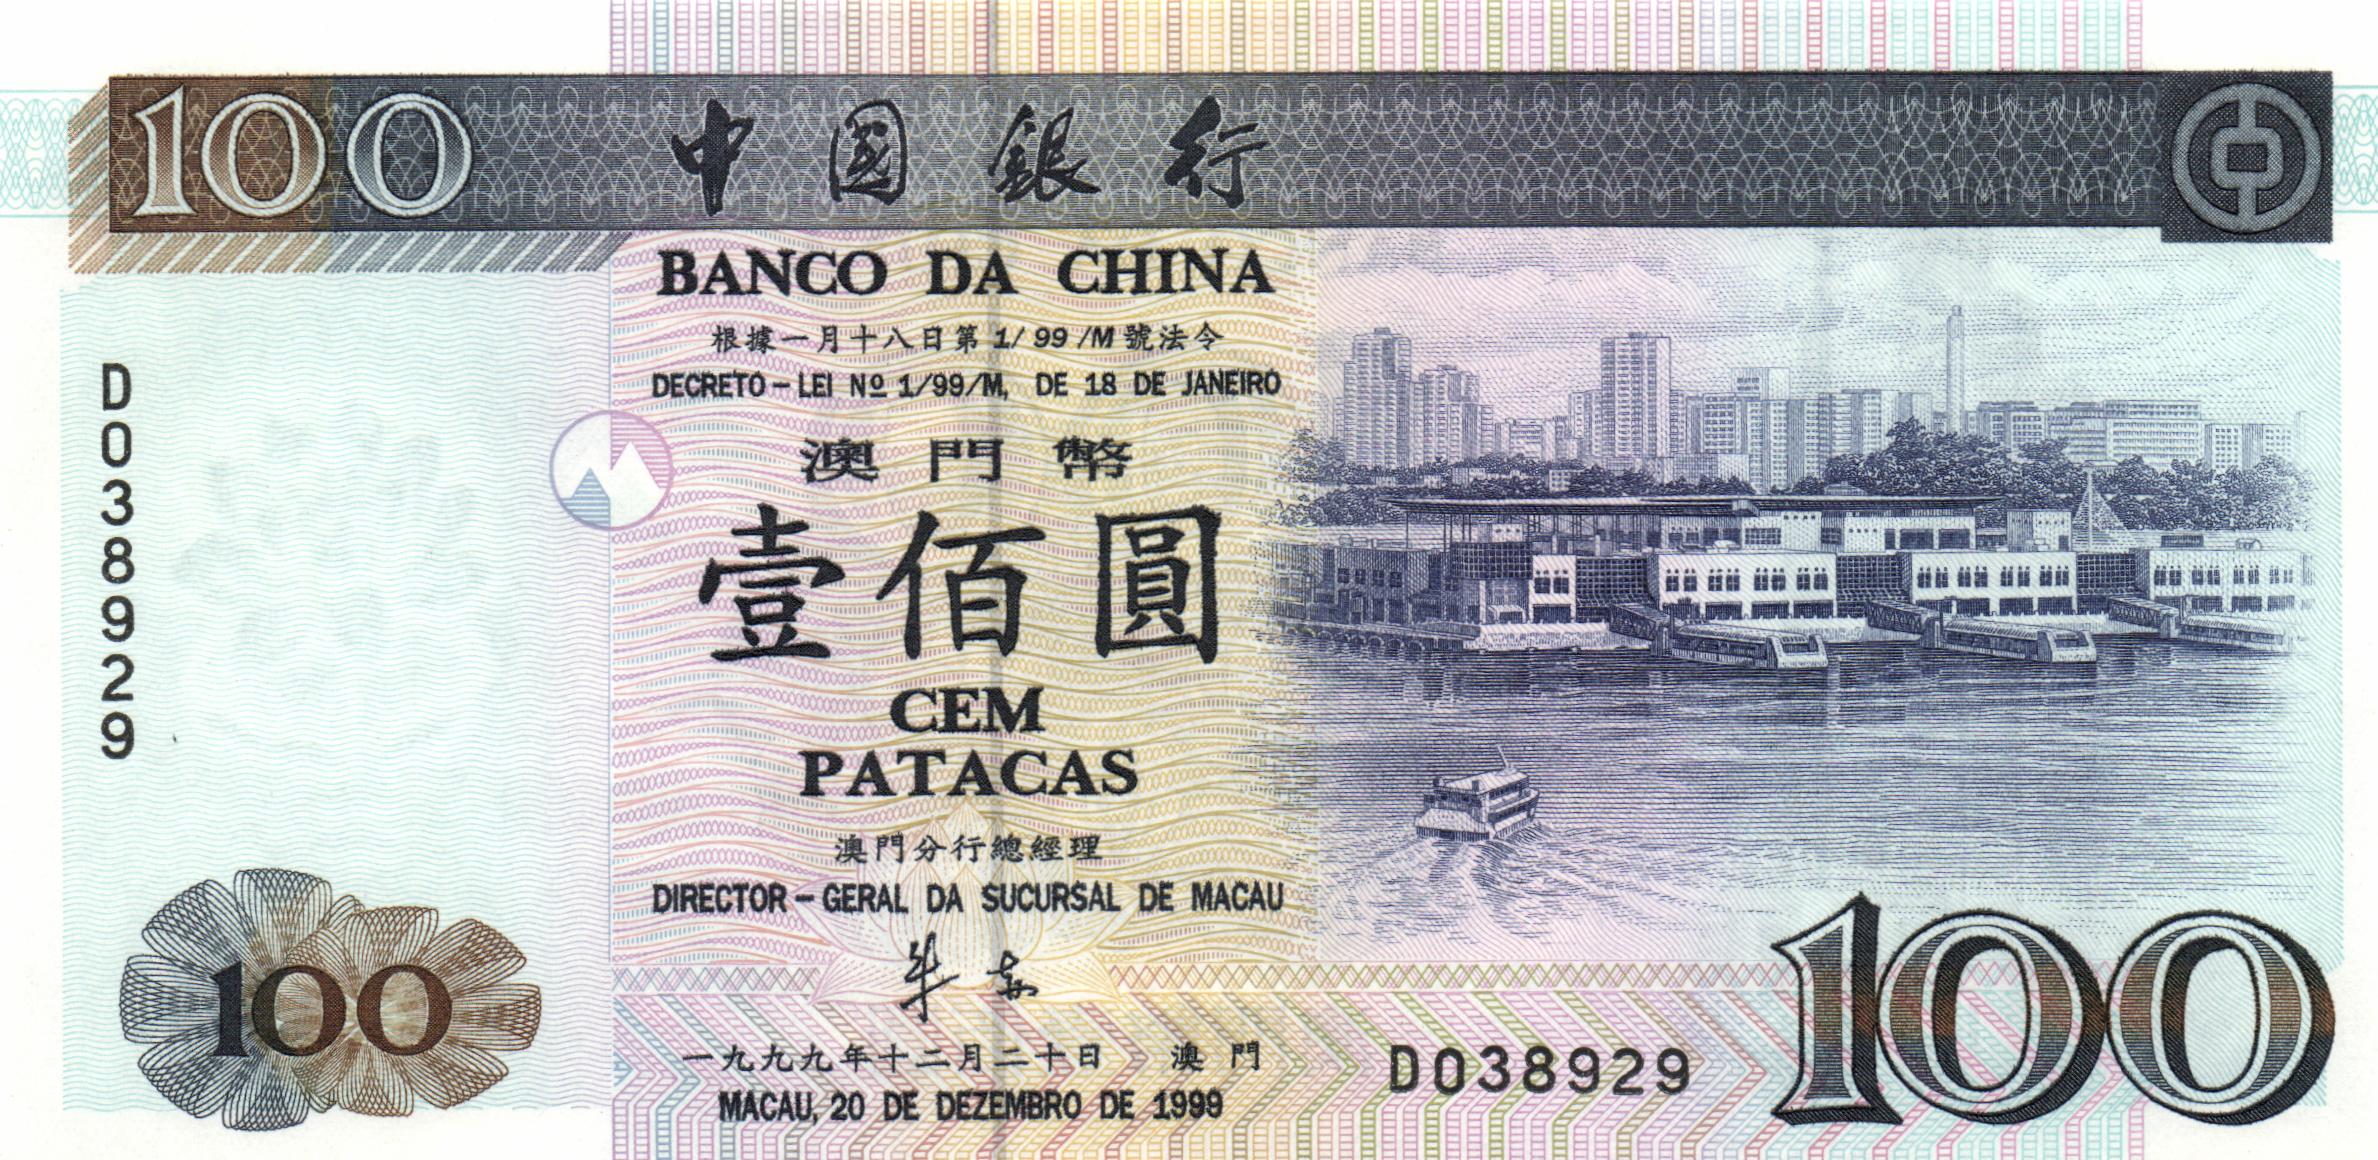 100
中國銀行
BANCO DA CHINA
根據一月十八日第 1/99/M 號法令
DECRETO-LEI Nº 1/99/M, DE 18 DE JANEIRO
澳門幣
壹佰圓
CEM
PATACAS
澳門分行總經理
DIRECTOR-GERAL DA SUCURSAL DE MACAU
一九九九年十二月二十日 澳門
MACAU, 20 DE DEZEMBRO DE 1999
D038929
D038929
100
100